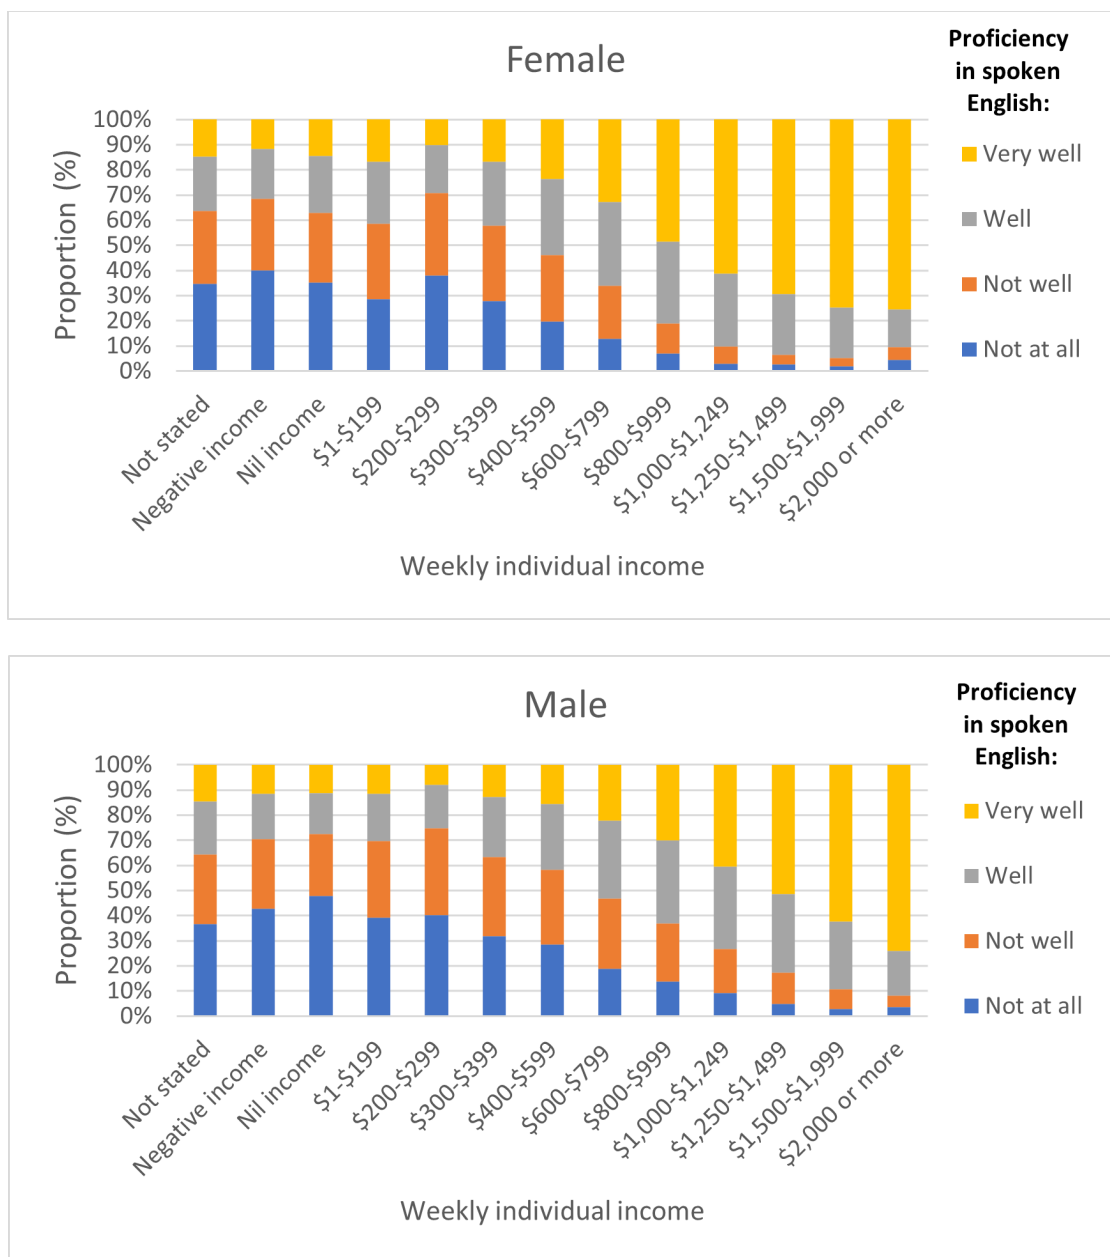 Female
Proficiency
in spoken
English:
Very well
Well
Not well
Not at all
Proportion (%)
100%
90%
80%
70%
60%
50%
40%
30%
20%
10%
0%
Not stated
Negative income
Nil income
$1-$199
$200-$299
$300-$399
$400-$599
$600-$799
$800-$999
$1,000-$1,249
$1,250-$1,499
$1,500-$1,999
$2,000 or more
Weekly individual income
Male
Proficiency
in spoken
English:
Very well
Well
Not well
Not at all
Proportion (%)
100%
90%
80%
70%
60%
50%
40%
30%
20%
10%
0%
Not stated
Negative income
Nil income
$1-$199
$200-$299
$300-$399
$400-$599
$600-$799
$800-$999
$1,000-$1,249
$1,250-$1,499
$1,500-$1,999
$2,000 or more
Weekly individual income